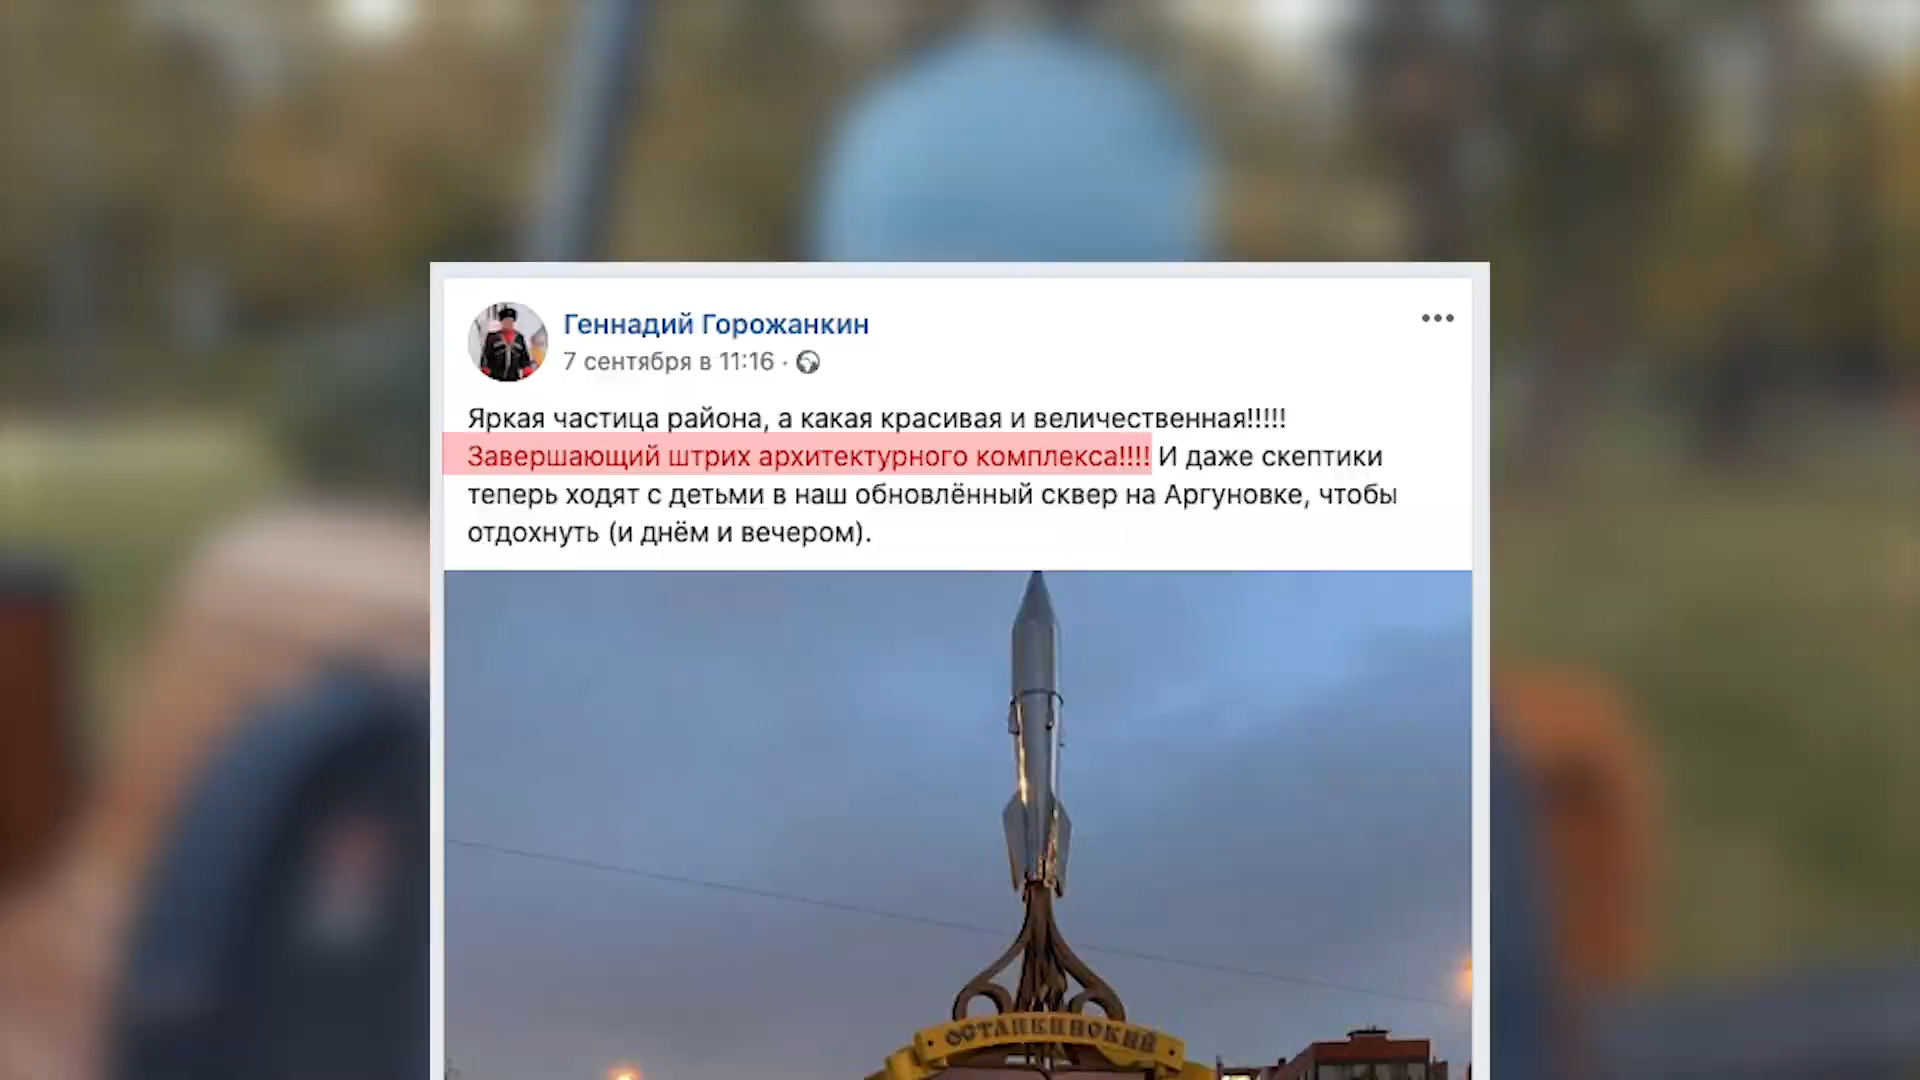 Геннадий Горожанкин
7 сентября в 11:16 ·
Яркая частица района, а какая красивая и величественная!!!!!
Завершающий штрих архитектурного комплекса!!!! И даже скептики
теперь ходят с детьми в наш обновлённый сквер на Аргуновке, чтобы
отдохнуть (и днём и вечером).
ОСТАНКИНСКИЙ